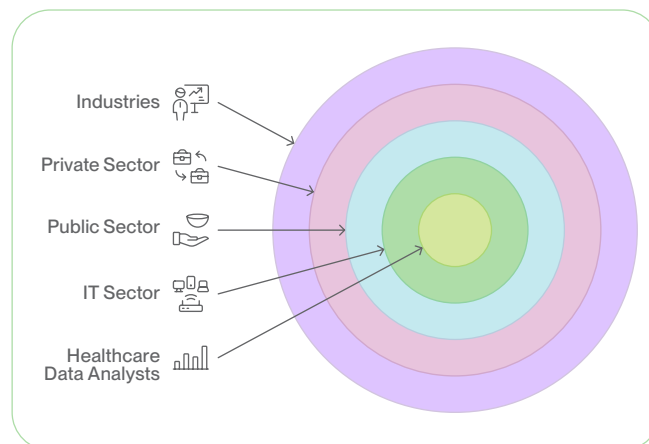 Industries
Private Sector
Public Sector
IT Sector
Healthcare
Data Analysts